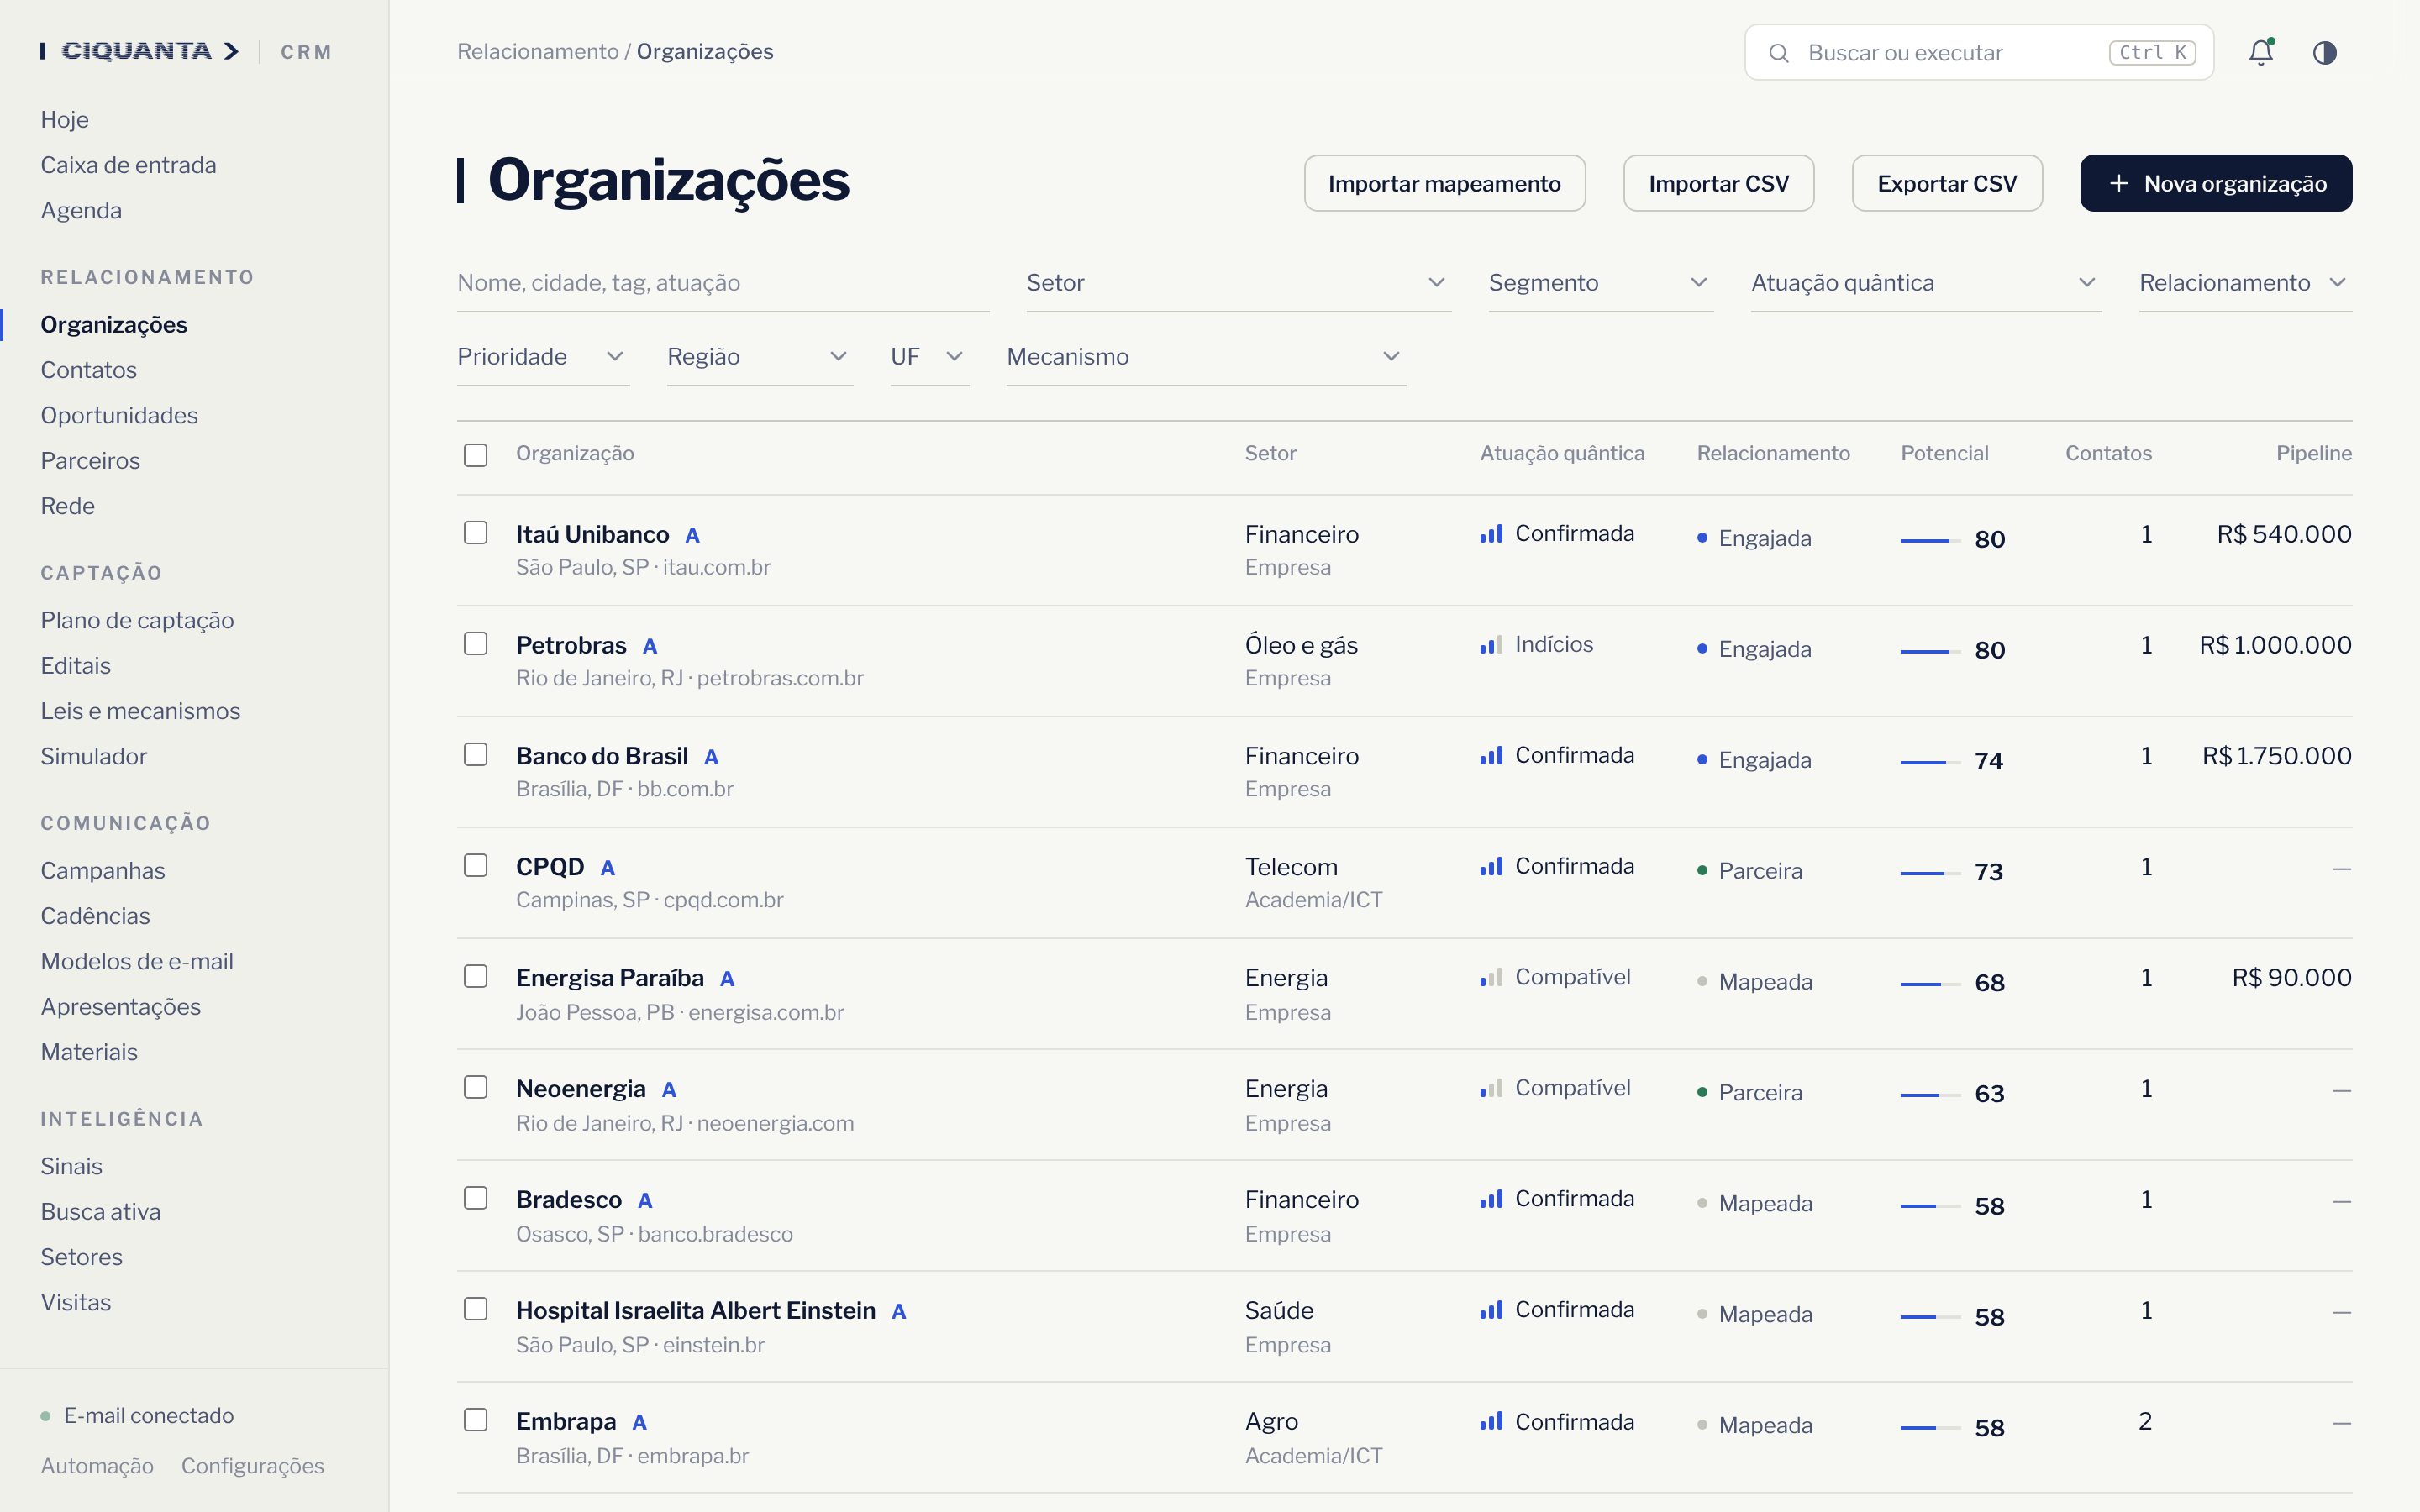 CIQUANTA CRM
Relacionamento / Organizações
Buscar ou executar Ctrl K
Hoje
Caixa de entrada
Agenda
RELACIONAMENTO
Organizações
Contatos
Oportunidades
Parceiros
Rede
CAPTAÇÃO
Plano de captação
Editais
Leis e mecanismos
Simulador
COMUNICAÇÃO
Campanhas
Cadências
Modelos de e-mail
Apresentações
Materiais
INTELIGÊNCIA
Sinais
Busca ativa
Setores
Visitas
E-mail conectado
Automação Configurações
Organizações
Importar mapeamento Importar CSV Exportar CSV + Nova organização
Nome, cidade, tag, atuação Setor Segmento Atuação quântica Relacionamento
Prioridade Região UF Mecanismo
Organização Setor Atuação quântica Relacionamento Potencial Contatos Pipeline
Itaú Unibanco A Financeiro Confirmada Engajada 80 1 R$ 540.000
São Paulo, SP · itau.com.br Empresa
Petrobras A Óleo e gás Indícios Engajada 80 1 R$ 1.000.000
Rio de Janeiro, RJ · petrobras.com.br Empresa
Banco do Brasil A Financeiro Confirmada Engajada 74 1 R$ 1.750.000
Brasília, DF · bb.com.br Empresa
CPQD A Telecom Confirmada Parceira 73 1 —
Campinas, SP · cpqd.com.br Academia/ICT
Energisa Paraíba A Energia Compatível Mapeada 68 1 R$ 90.000
João Pessoa, PB · energisa.com.br Empresa
Neoenergia A Energia Compatível Parceira 63 1 —
Rio de Janeiro, RJ · neoenergia.com Empresa
Bradesco A Financeiro Confirmada Mapeada 58 1 —
Osasco, SP · banco.bradesco Empresa
Hospital Israelita Albert Einstein A Saúde Confirmada Mapeada 58 1 —
São Paulo, SP · einstein.br Empresa
Embrapa A Agro Confirmada Mapeada 58 2 —
Brasília, DF · embrapa.br Academia/ICT